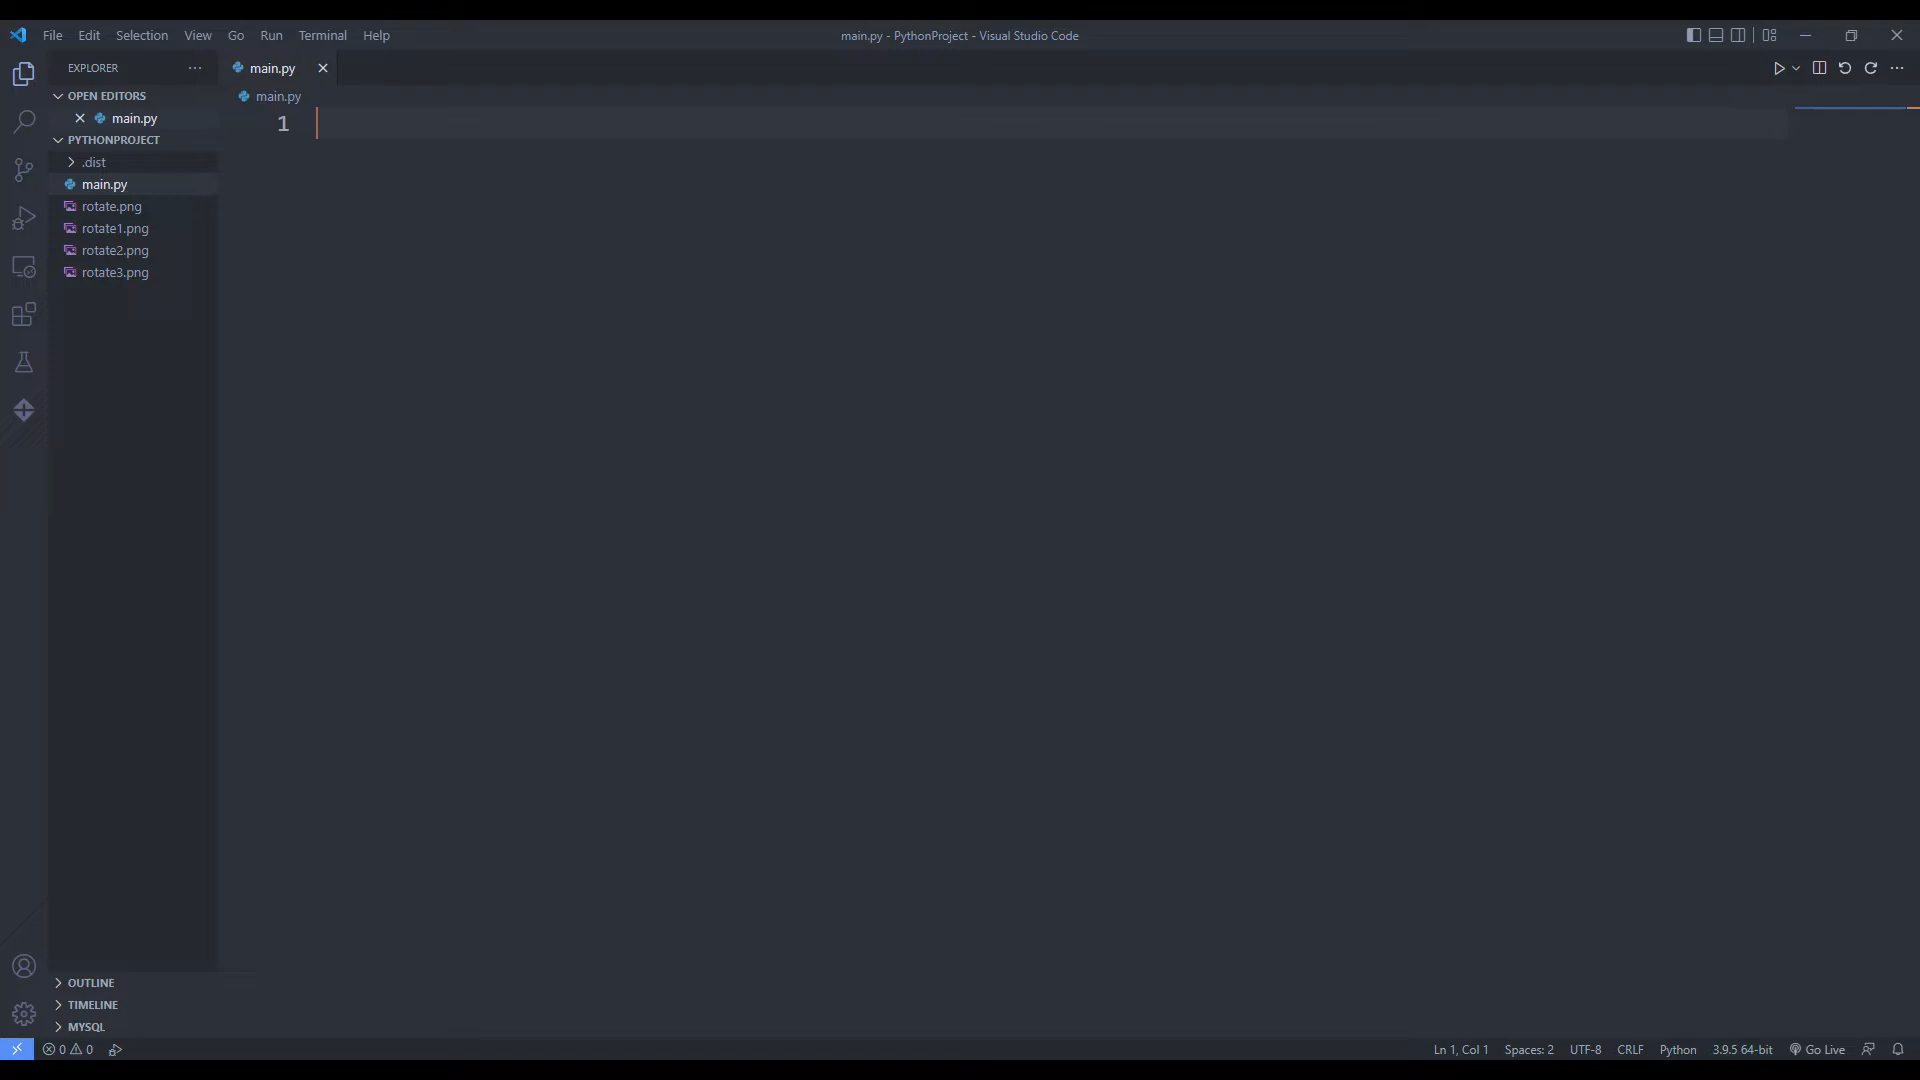 File Edit Selection View Go Run Terminal Help
main.py - PythonProject - Visual Studio Code
EXPLORER
OPEN EDITORS
main.py
PYTHONPROJECT
.dist
main.py
rotate.png
rotate1.png
rotate2.png
rotate3.png
OUTLINE
TIMELINE
MYSQL
main.py
main.py
1
0 0
Ln 1, Col 1 Spaces: 2 UTF-8 CRLF Python 3.9.5 64-bit Go Live